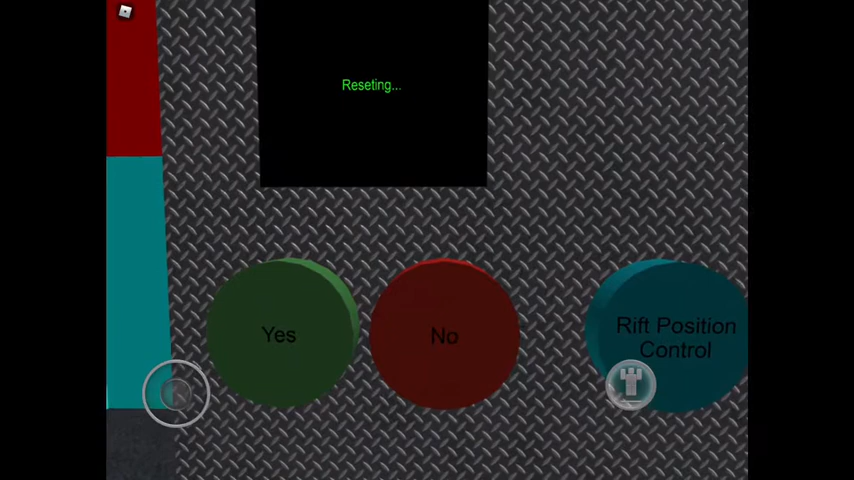 Reseting...
Yes
No
Rift Position
Control